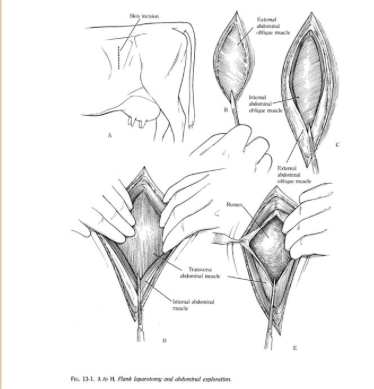 Skin incision
A
External
abdominal
oblique muscle
Internal
abdominal
oblique muscle
B
External
abdominal
oblique muscle
C
Transverse
abdominal muscle
Internal abdominal
muscle
D
Rumen
E
FIG. 13-1. A to H, Flank laparotomy and abdominal exploration.